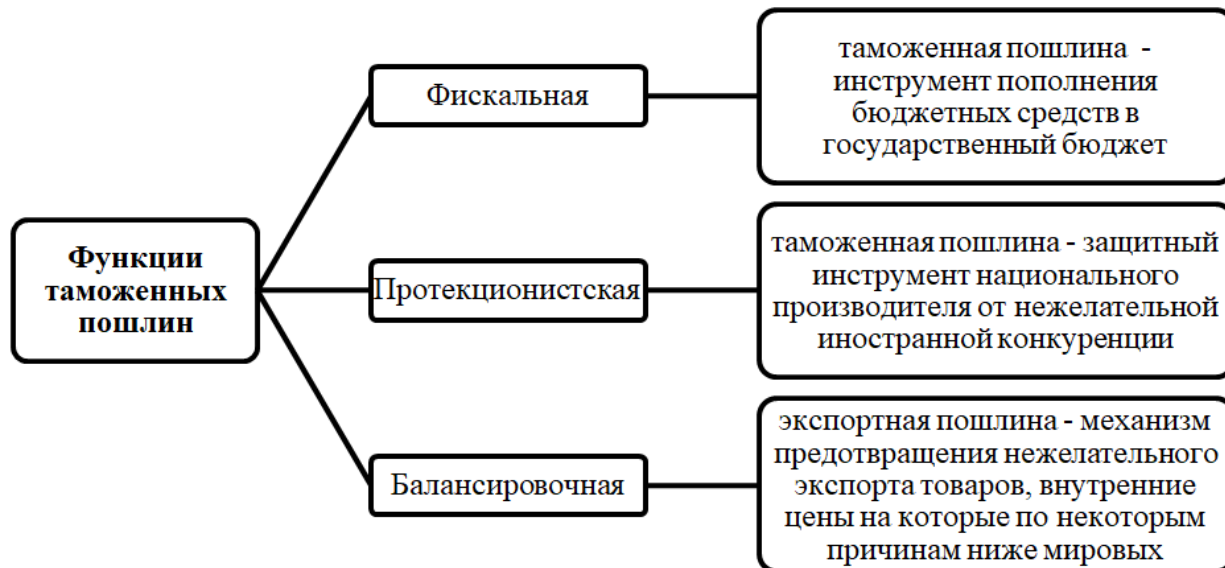 Функции
таможенных
пошлин
Фискальная
таможенная пошлина -
инструмент пополнения
бюджетных средств в
государственный бюджет
Протекционистская
таможенная пошлина - защитный
инструмент национального
производителя от нежелательной
иностранной конкуренции
Балансировочная
экспортная пошлина - механизм
предотвращения нежелательного
экспорта товаров, внутренние
цены на которые по некоторым
причинам ниже мировых